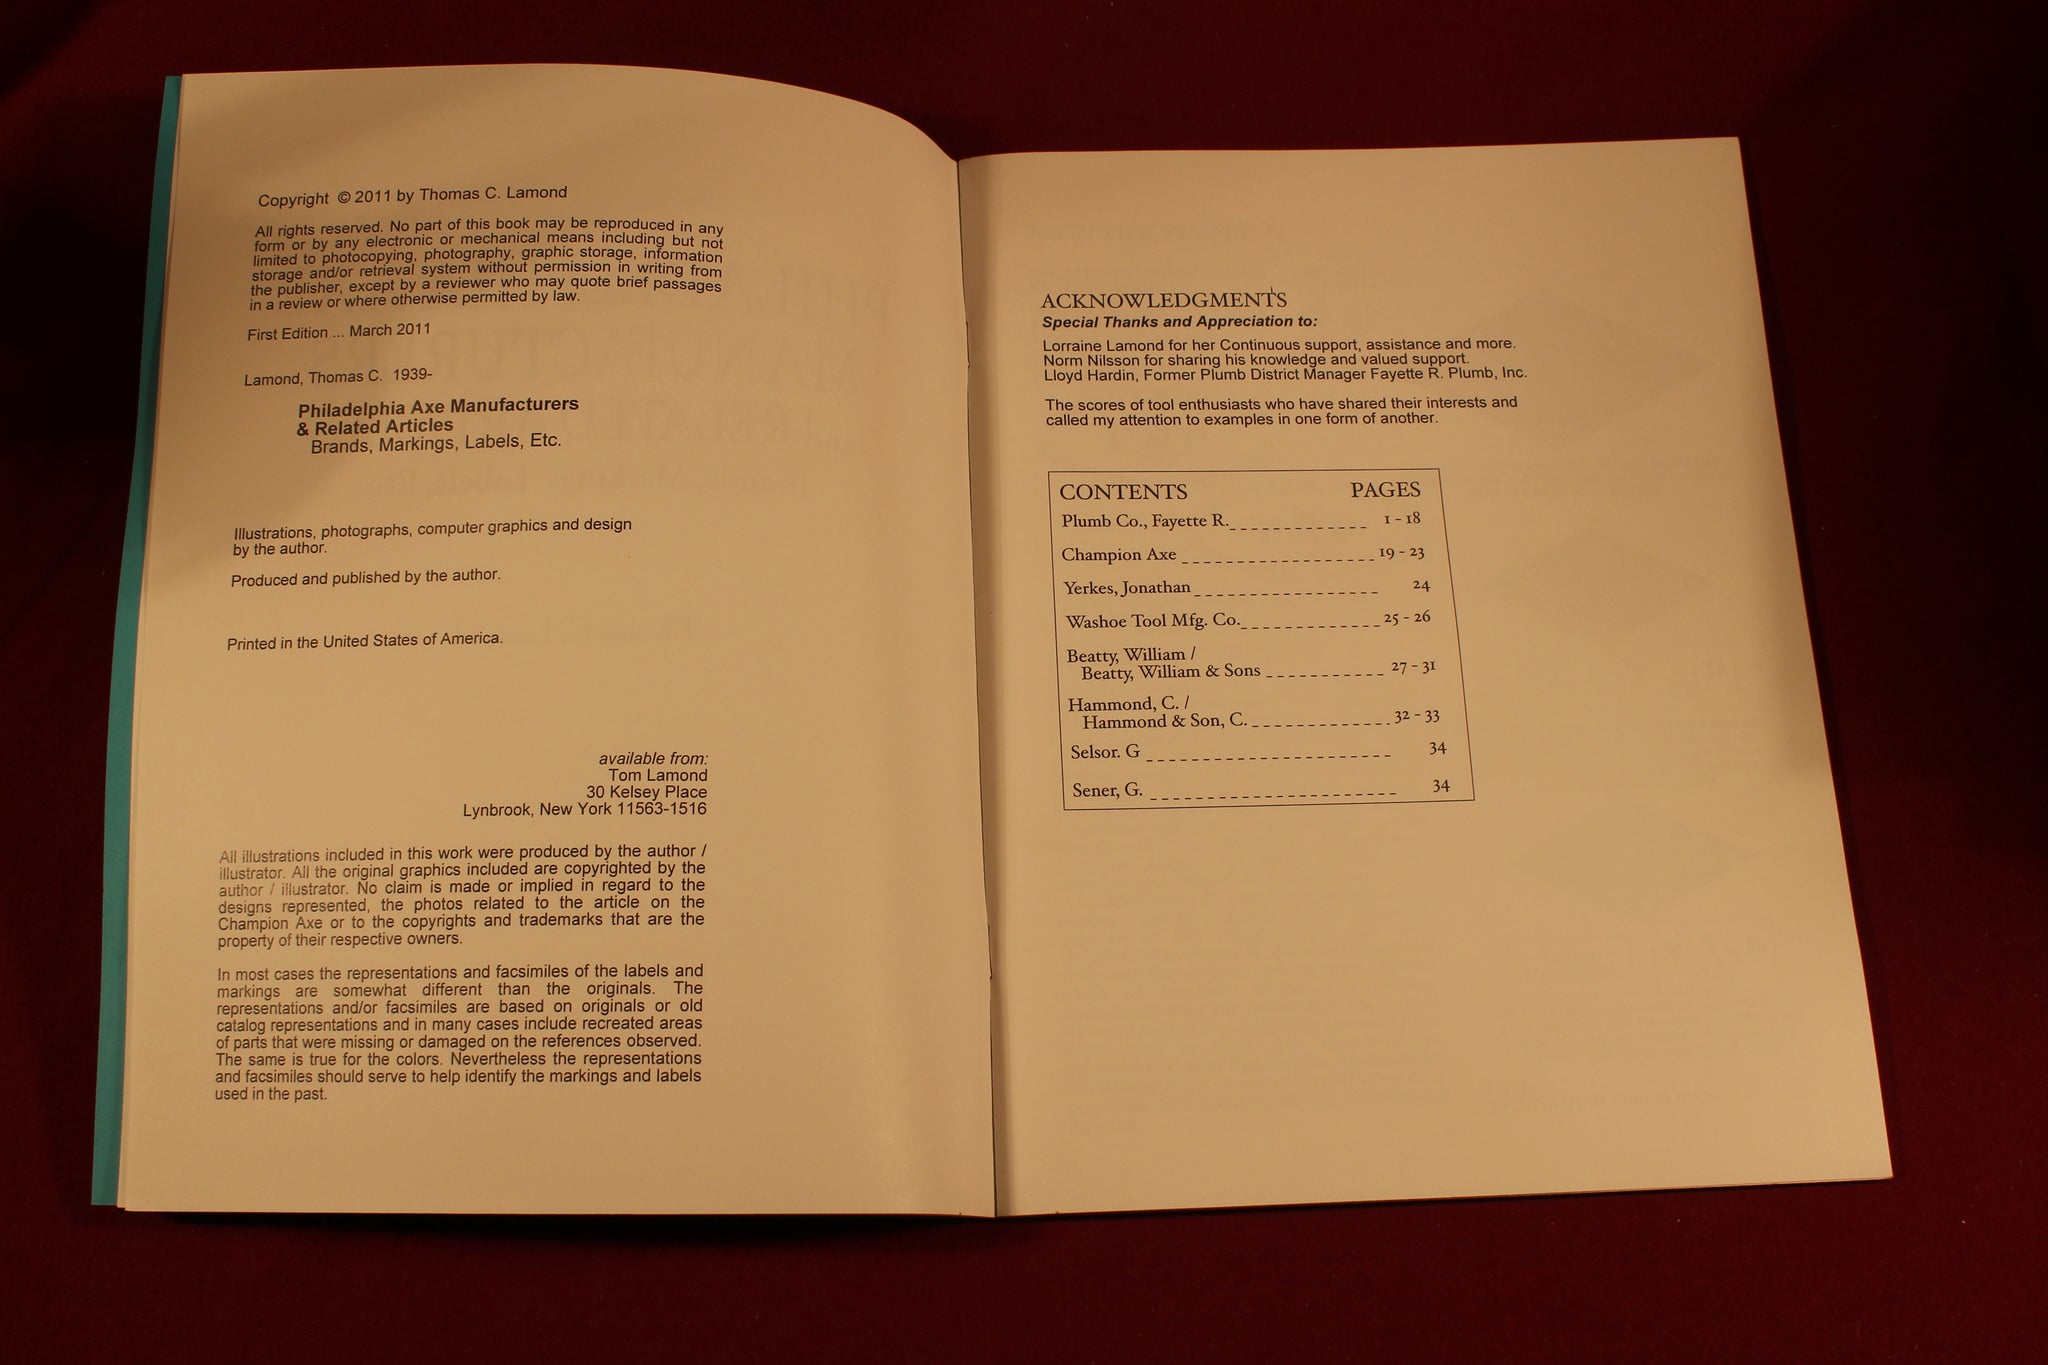 Copyright © 2011 by Thomas C. Lamond
All rights reserved. No part of this book may be reproduced in any
form or by any electronic or mechanical means including but not
limited to photocopying, photography, graphic storage, information
storage and/or retrieval system without permission in writing from
the publisher, except by a reviewer who may quote brief passages
in a review or where otherwise permitted by law.
First Edition ... March 2011
Lamond, Thomas C. 1939-
Philadelphia Axe Manufacturers
& Related Articles
Brands, Markings, Labels, Etc.
Illustrations, photographs, computer graphics and design
by the author.
Produced and published by the author.
Printed in the United States of America.
available from:
Tom Lamond
30 Kelsey Place
Lynbrook, New York 11563-1516
All illustrations included in this work were produced by the author /
illustrator. All the original graphics included are copyrighted by the
author / illustrator. No claim is made or implied in regard to the
designs represented, the photos related to the article on the
Champion Axe or to the copyrights and trademarks that are the
property of their respective owners.
In most cases the representations and facsimiles of the labels and
markings are somewhat different than the originals. The
representations and/or facsimiles are based on originals or old
catalog representations and in many cases include recreated areas
of parts that were missing or damaged on the references observed.
The same is true for the colors. Nevertheless the representations
and facsimiles should serve to help identify the markings and labels
used in the past.
ACKNOWLEDGMENTS
Special Thanks and Appreciation to:
Lorraine Lamond for her Continuous support, assistance and more.
Norm Nilsson for sharing his knowledge and valued support.
Lloyd Hardin, Former Plumb District Manager Fayette R. Plumb, Inc.
The scores of tool enthusiasts who have shared their interests and
called my attention to examples in one form of another.
CONTENTS PAGES
Plumb Co., Fayette R. _ _ _ _ _ _ _ _ _ _ _ _ 1 - 18
Champion Axe _ _ _ _ _ _ _ _ _ _ _ _ _ _ _ _ 19 - 23
Yerkes, Jonathan _ _ _ _ _ _ _ _ _ _ _ _ _ _ _ 24
Washoe Tool Mfg. Co. _ _ _ _ _ _ _ _ _ _ _ _ 25 - 26
Beatty, William /
Beatty, William & Sons _ _ _ _ _ _ _ _ _ _ 27 - 31
Hammond, C. /
Hammond & Son, C. _ _ _ _ _ _ _ _ _ _ _ _ 32 - 33
Selsor. G _ _ _ _ _ _ _ _ _ _ _ _ _ _ _ _ _ _ _ _ 34
Sener, G. _ _ _ _ _ _ _ _ _ _ _ _ _ _ _ _ _ _ _ _ 34